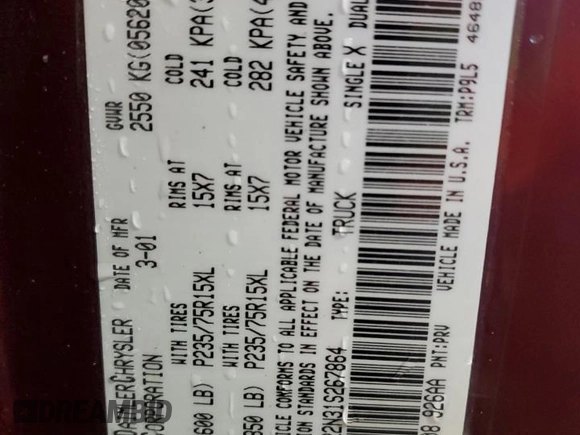 DAIMLERCHRYSLER CORPORATION
DATE OF MFR 3-01
GVWR 2550 KG(05620
WITH TIRES RIMS AT COLD
600 LB) P235/75R15XL 15X7 241 KPA(
WITH TIRES RIMS AT COLD
350 LB) P235/75R15XL 15X7 282 KPA(4
VEHICLE CONFORMS TO ALL APPLICABLE FEDERAL MOTOR VEHICLE SAFETY AND
STANDARDS IN EFFECT ON THE DATE OF MANUFACTURE SHOWN ABOVE.
2N31S267864 TYPE: TRUCK SINGLE X DUAL
926AA PNT:PRV VEHICLE MADE IN U.S.A. TRM:P9L5
4648
DREAMBID